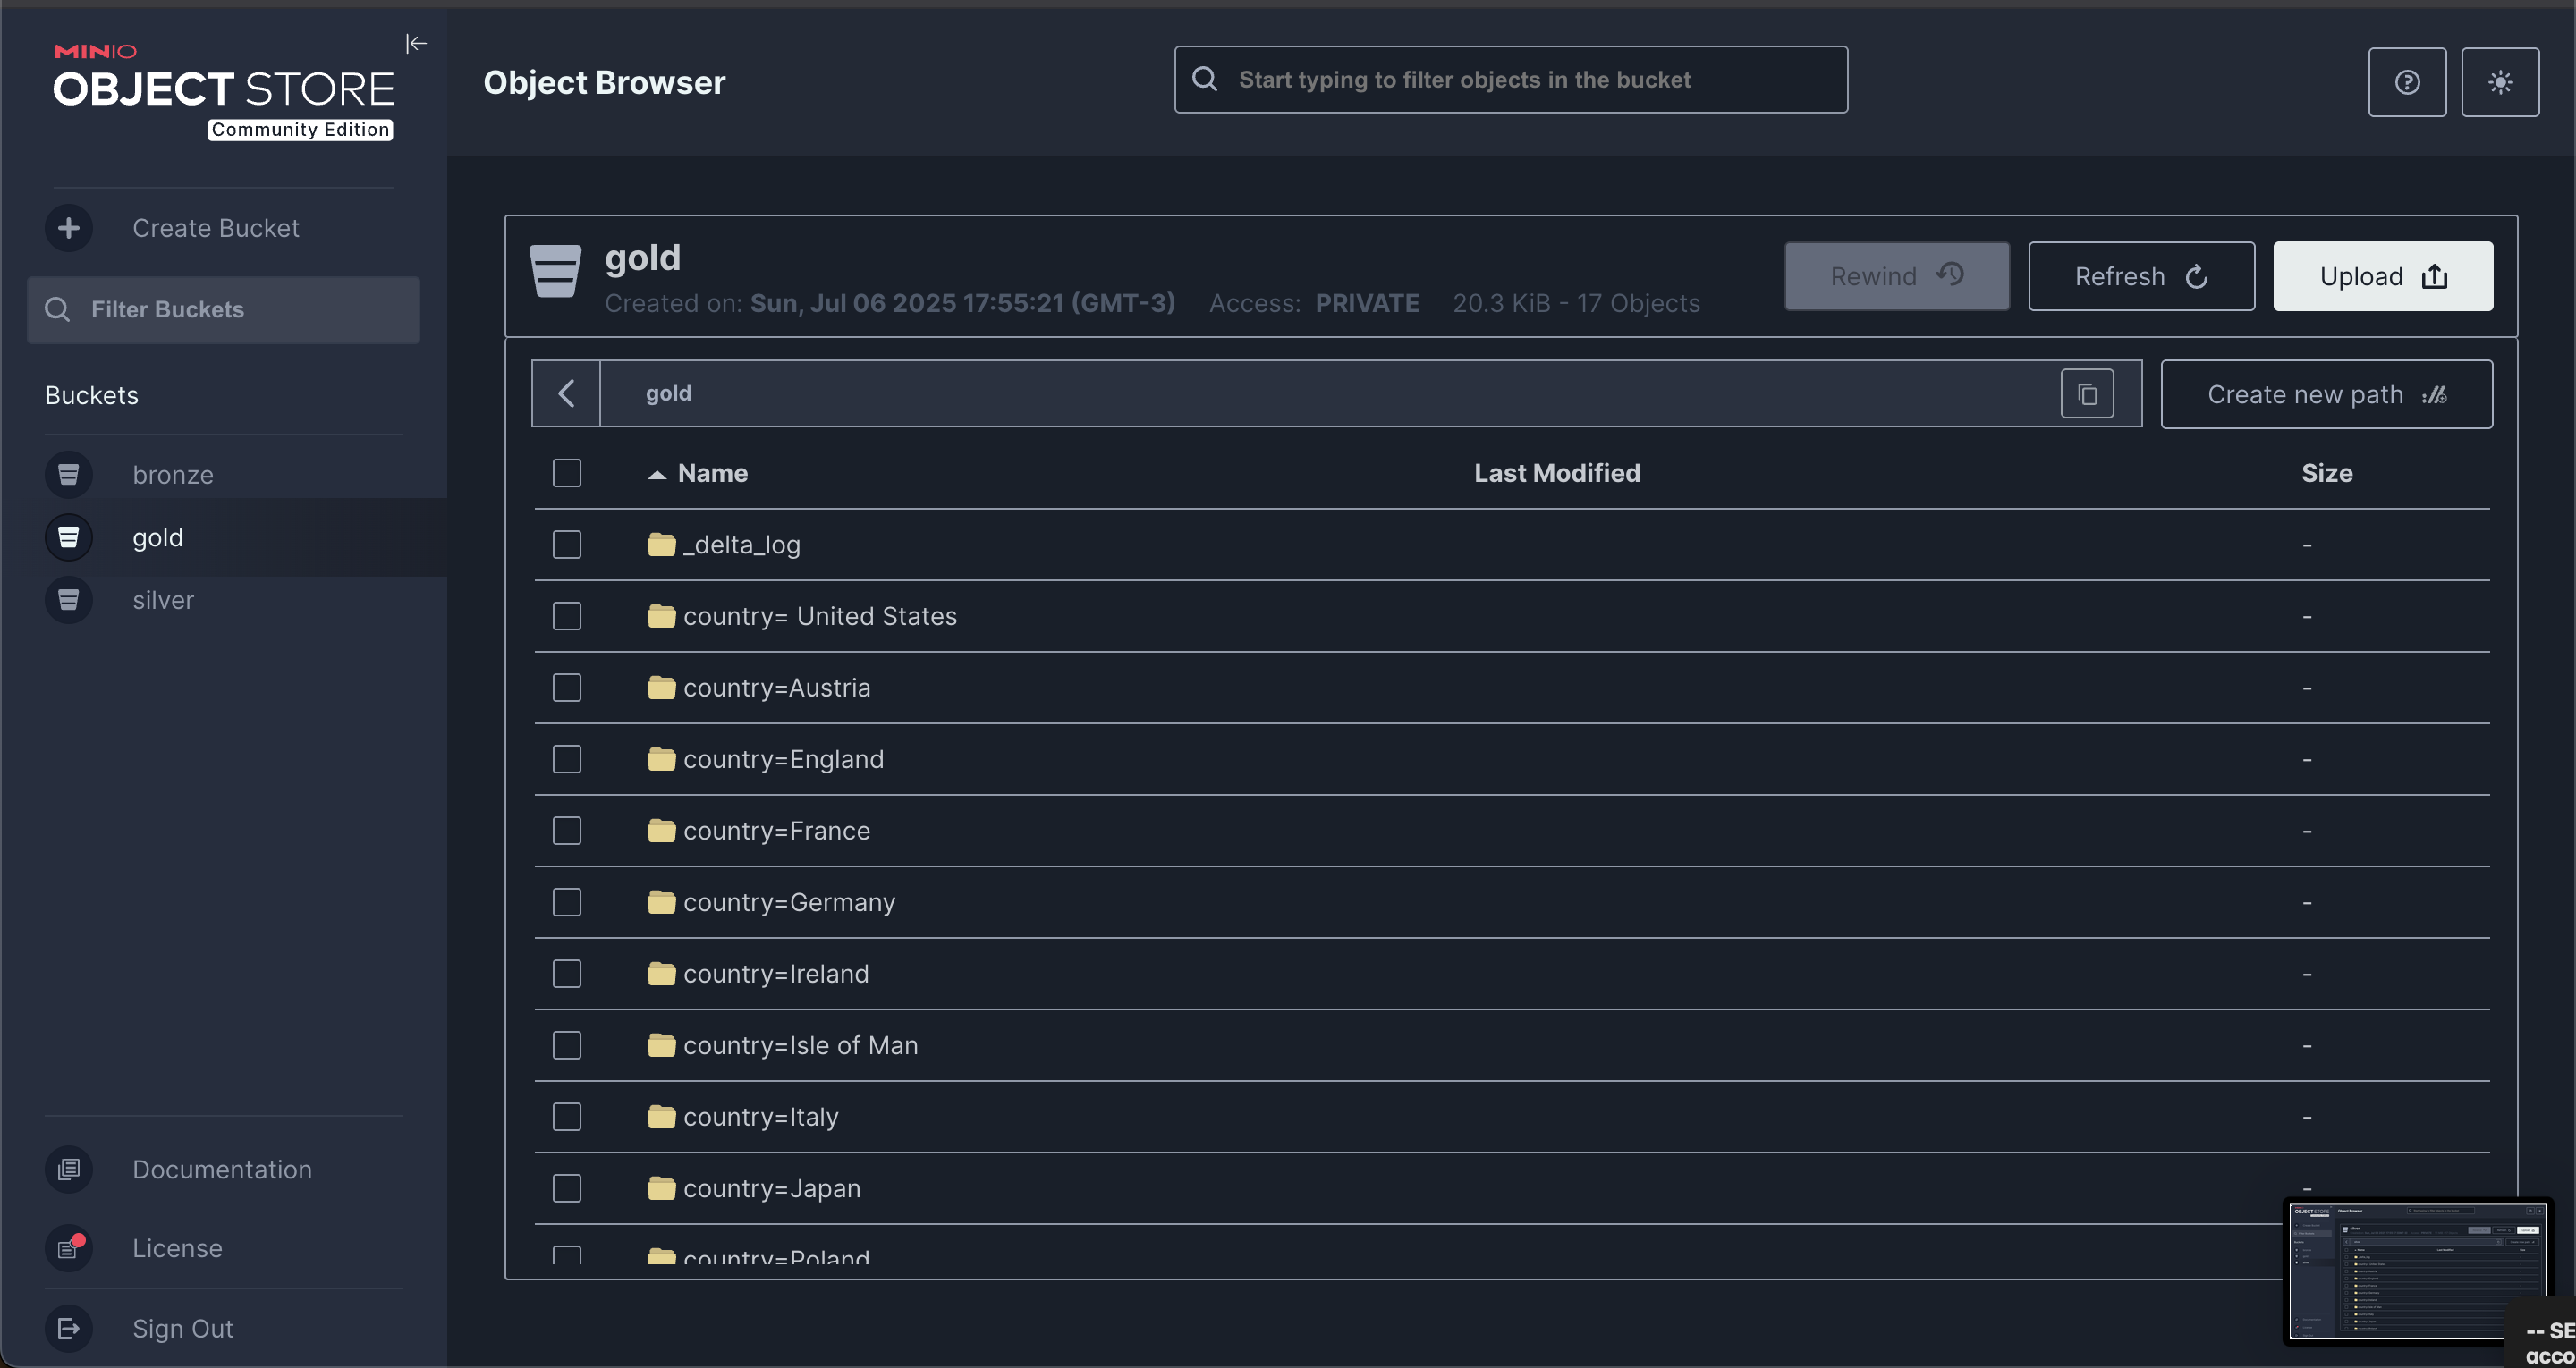 MINIO
OBJECT STORE
Community Edition
Object Browser
Start typing to filter objects in the bucket
Create Bucket
Filter Buckets
Buckets
bronze
gold
silver
Documentation
License
Sign Out
gold
Created on: Sun, Jul 06 2025 17:55:21 (GMT-3) Access: PRIVATE 20.3 KiB - 17 Objects
Rewind
Refresh
Upload
gold
Create new path
Name Last Modified Size
_delta_log -
country= United States -
country=Austria -
country=England -
country=France -
country=Germany -
country=Ireland -
country=Isle of Man -
country=Italy -
country=Japan -
country=Poland
OBJECT STORE
Object Browser
-- SE
acco